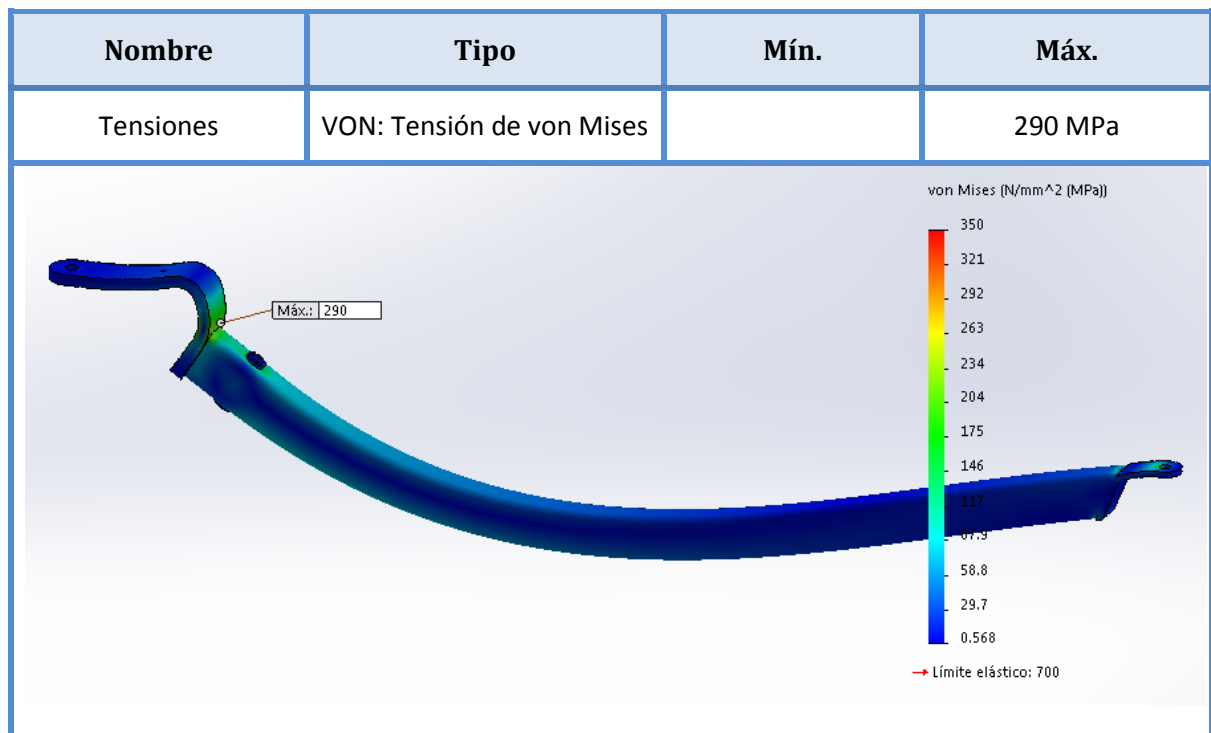 Nombre Tipo Mín. Máx.
Tensiones VON: Tensión de von Mises 290 MPa
von Mises (N/mm^2 (MPa))
350
321
292
263
234
204
175
146
117
87.9
58.8
29.7
0.568
Máx.: 290
Límite elástico: 700